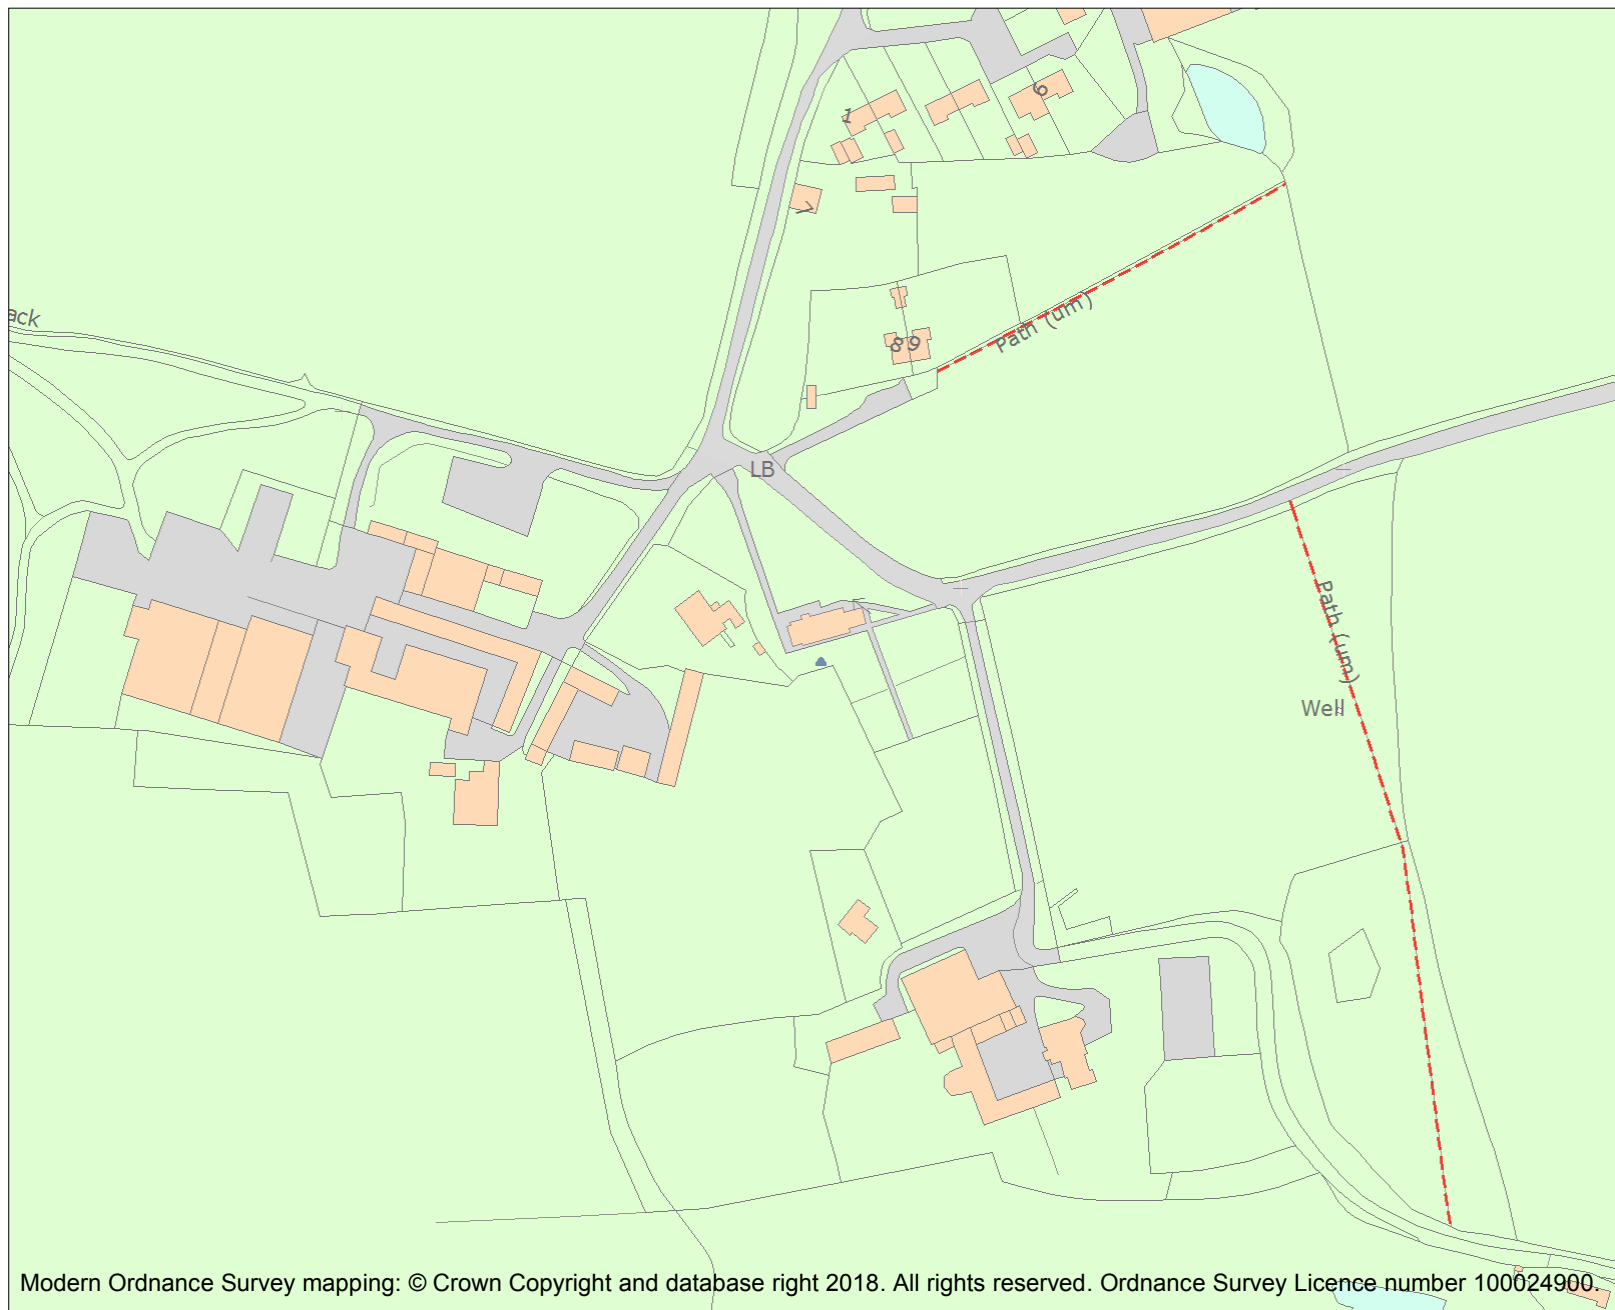 6
1
7
ack
Path (um)
8 9
LB
Path (um)
Well
Modern Ordnance Survey mapping: © Crown Copyright and database right 2018. All rights reserved. Ordnance Survey Licence number 100024900.